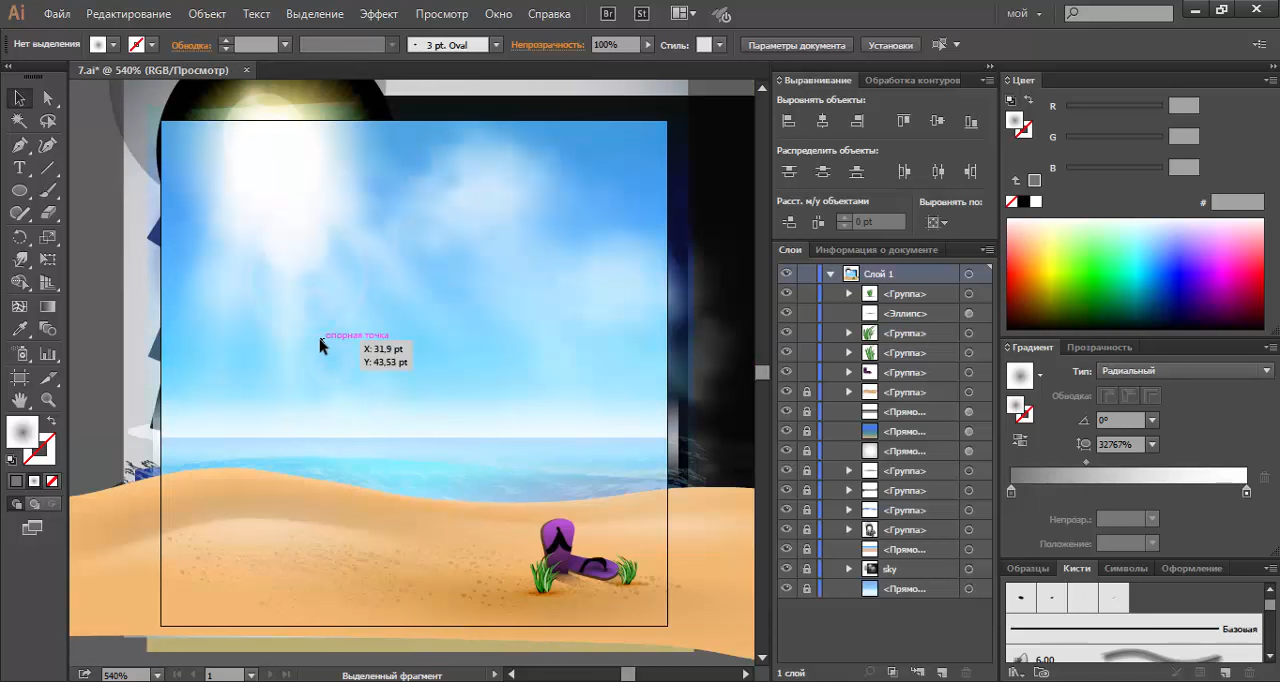 Ai Файл Редактирование Объект Текст Выделение Эффект Просмотр Окно Справка Br St мой
Нет выделения Обводка: 3 pt. Oval Непрозрачность: 100% Стиль: Параметры документа Установки
7.ai* @ 540% (RGB/Просмотр) ×
опорная точка
X: 31,9 pt
Y: 43,53 pt
Выравнивание Обработка контуров
Выровнять объекты:
Распределить объекты:
Расст. м/у объектами Выровнять по:
0 pt
Слои Информация о документе
Слой 1
<Группа>
<Эллипс>
<Группа>
<Группа>
<Группа>
<Группа>
<Прямо...
<Прямо...
<Прямо...
<Группа>
<Группа>
<Группа>
<Группа>
<Прямо...
sky
<Прямо...
1 слой
Цвет
R
G
B
#
Градиент Прозрачность
Тип: Радиальный
Обводка:
0°
32767%
Непрозр.:
Положение:
Образцы Кисти Символы Оформление
Базовая
6.00
540% 1 Выделенный фрагмент